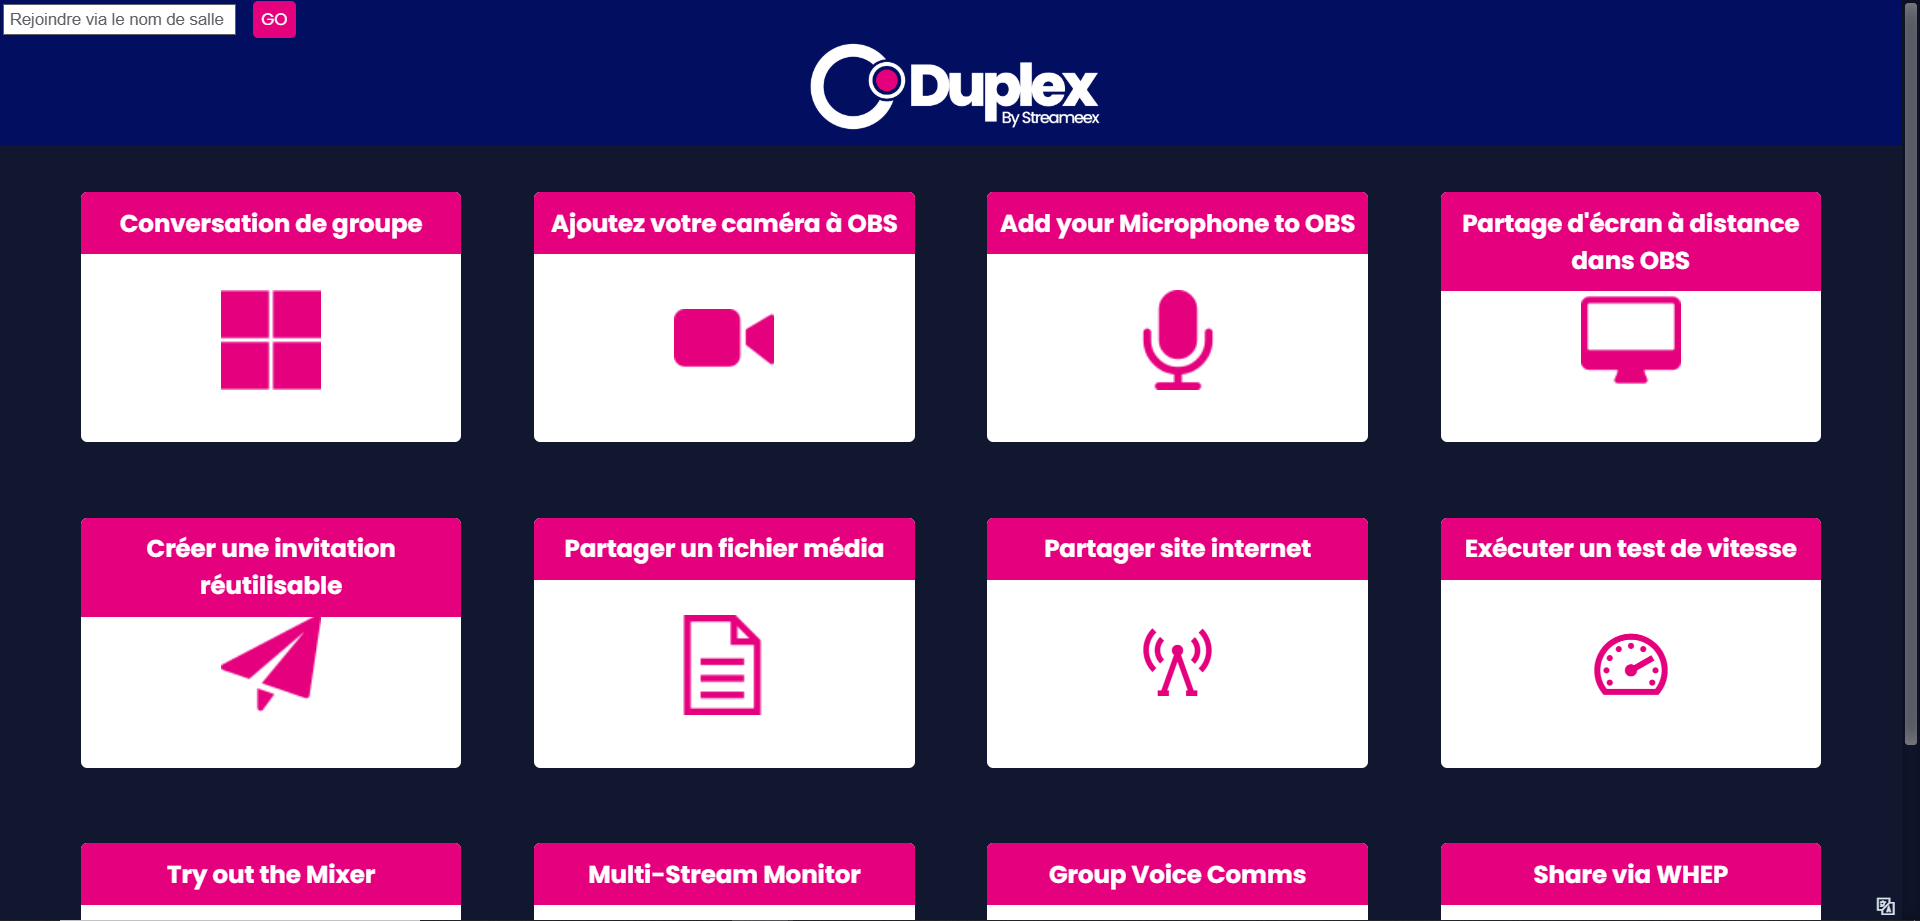 Rejoindre via le nom de salle
GO
Duplex
By Streameex
Conversation de groupe
Ajoutez votre caméra à OBS
Add your Microphone to OBS
Partage d'écran à distance
dans OBS
Créer une invitation
réutilisable
Partager un fichier média
Partager site internet
Exécuter un test de vitesse
Try out the Mixer
Multi-Stream Monitor
Group Voice Comms
Share via WHEP